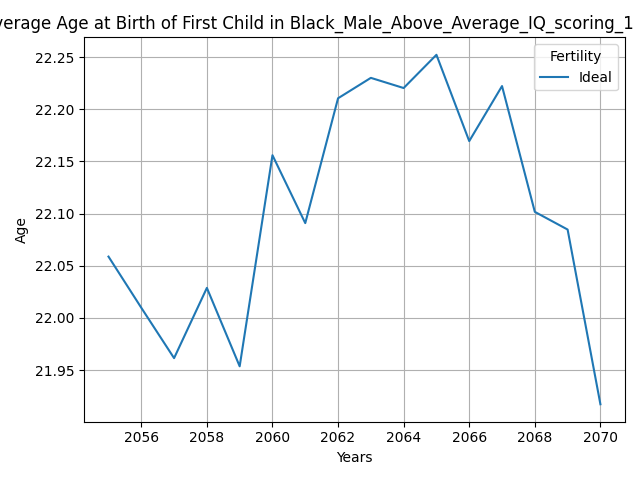 verage Age at Birth of First Child in Black_Male_Above_Average_IQ_scoring_1
Fertility
Ideal
22.25
22.20
22.15
22.10
22.05
22.00
21.95
Age
2056 2058 2060 2062 2064 2066 2068 2070
Years